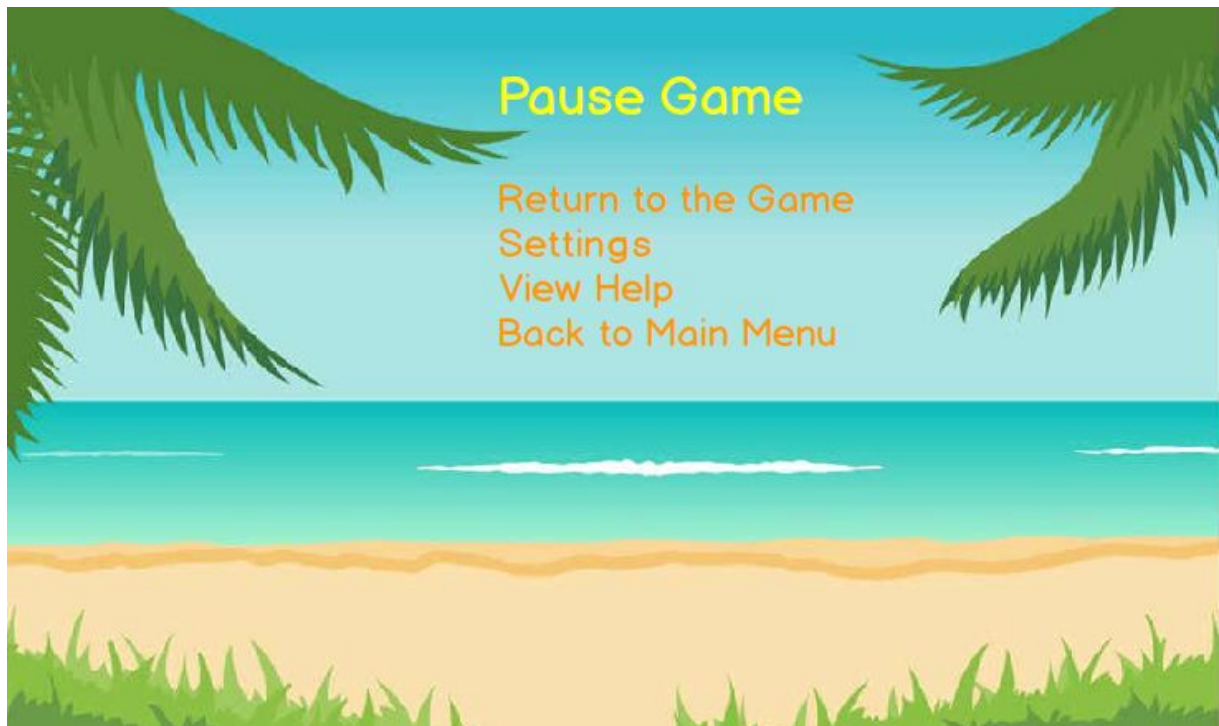 Pause Game
Return to the Game
Settings
View Help
Back to Main Menu